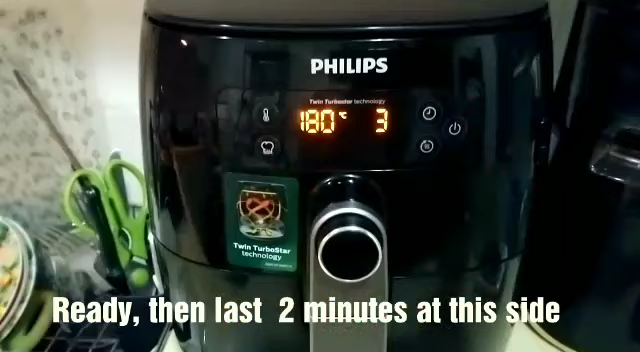 PHILIPS
Twin Turbostar technology
180°C 3
Twin TurboStar
technology
Ready, then last 2 minutes at this side